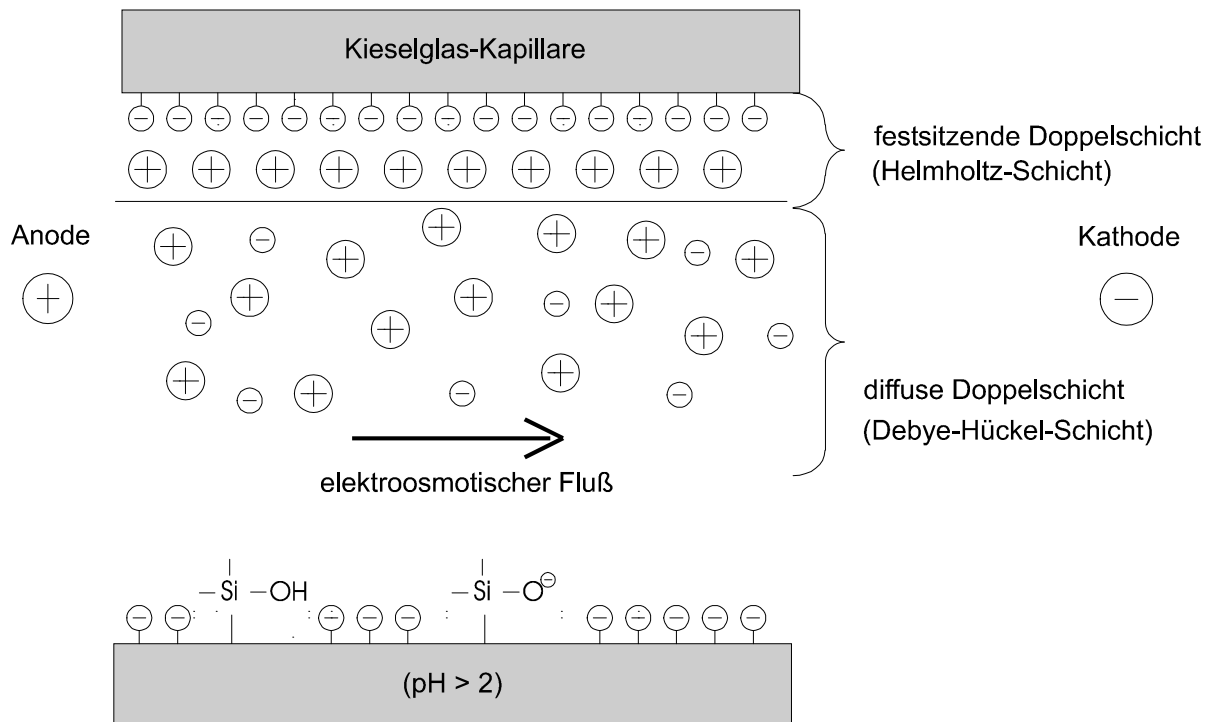 Kieselglas-Kapillare
festsitzende Doppelschicht
(Helmholtz-Schicht)
Anode
Kathode
diffuse Doppelschicht
(Debye-Hückel-Schicht)
elektroosmotischer Fluß
Si OH
Si O⊖
(pH > 2)